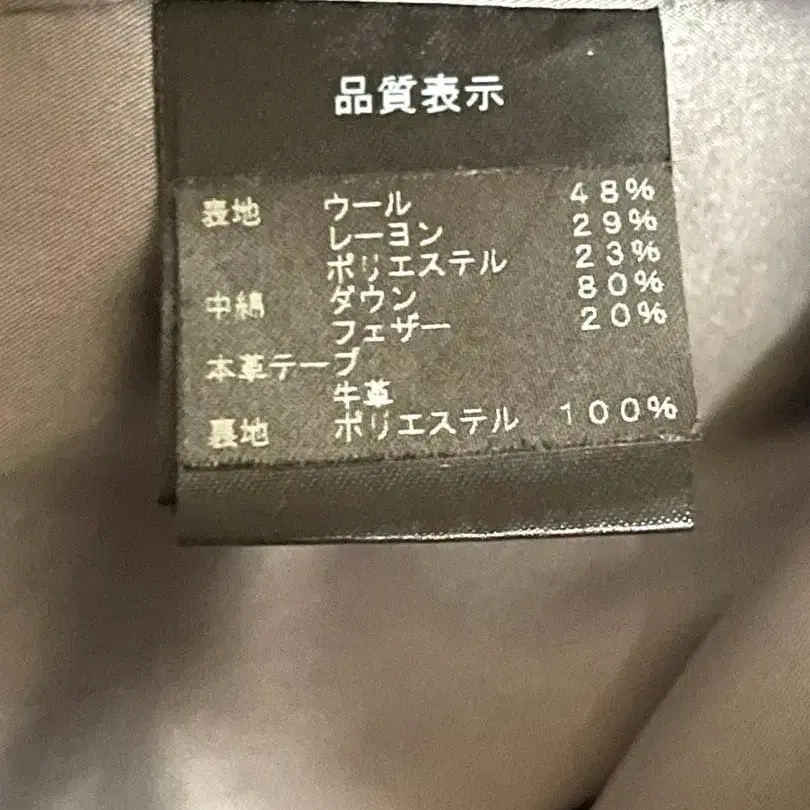 品質表示
表地 ウール 48%
レーヨン 29%
ポリエステル 23%
中綿 ダウン 80%
フェザー 20%
本革テープ
牛革
裏地 ポリエステル 100%